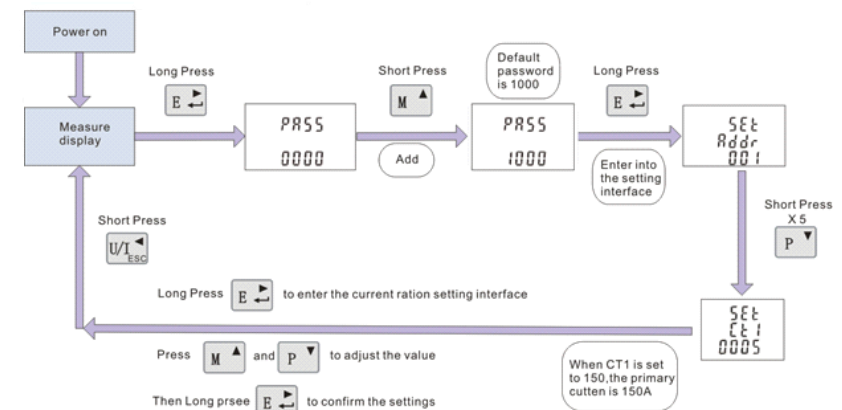 Power on
Long Press
E
Measure
display
PASS
0000
Short Press
M
Add
Default
password
is 1000
PASS
1000
Long Press
E
Enter into
the setting
interface
SEt
Addr
001
Short Press
X 5
P
SEt
Ct1
0005
When CT1 is set
to 150,the primary
cutten is 150A
Short Press
U/I
ESC
Long Press E to enter the current ration setting interface
Press M and P to adjust the value
Then Long prsee E to confirm the settings